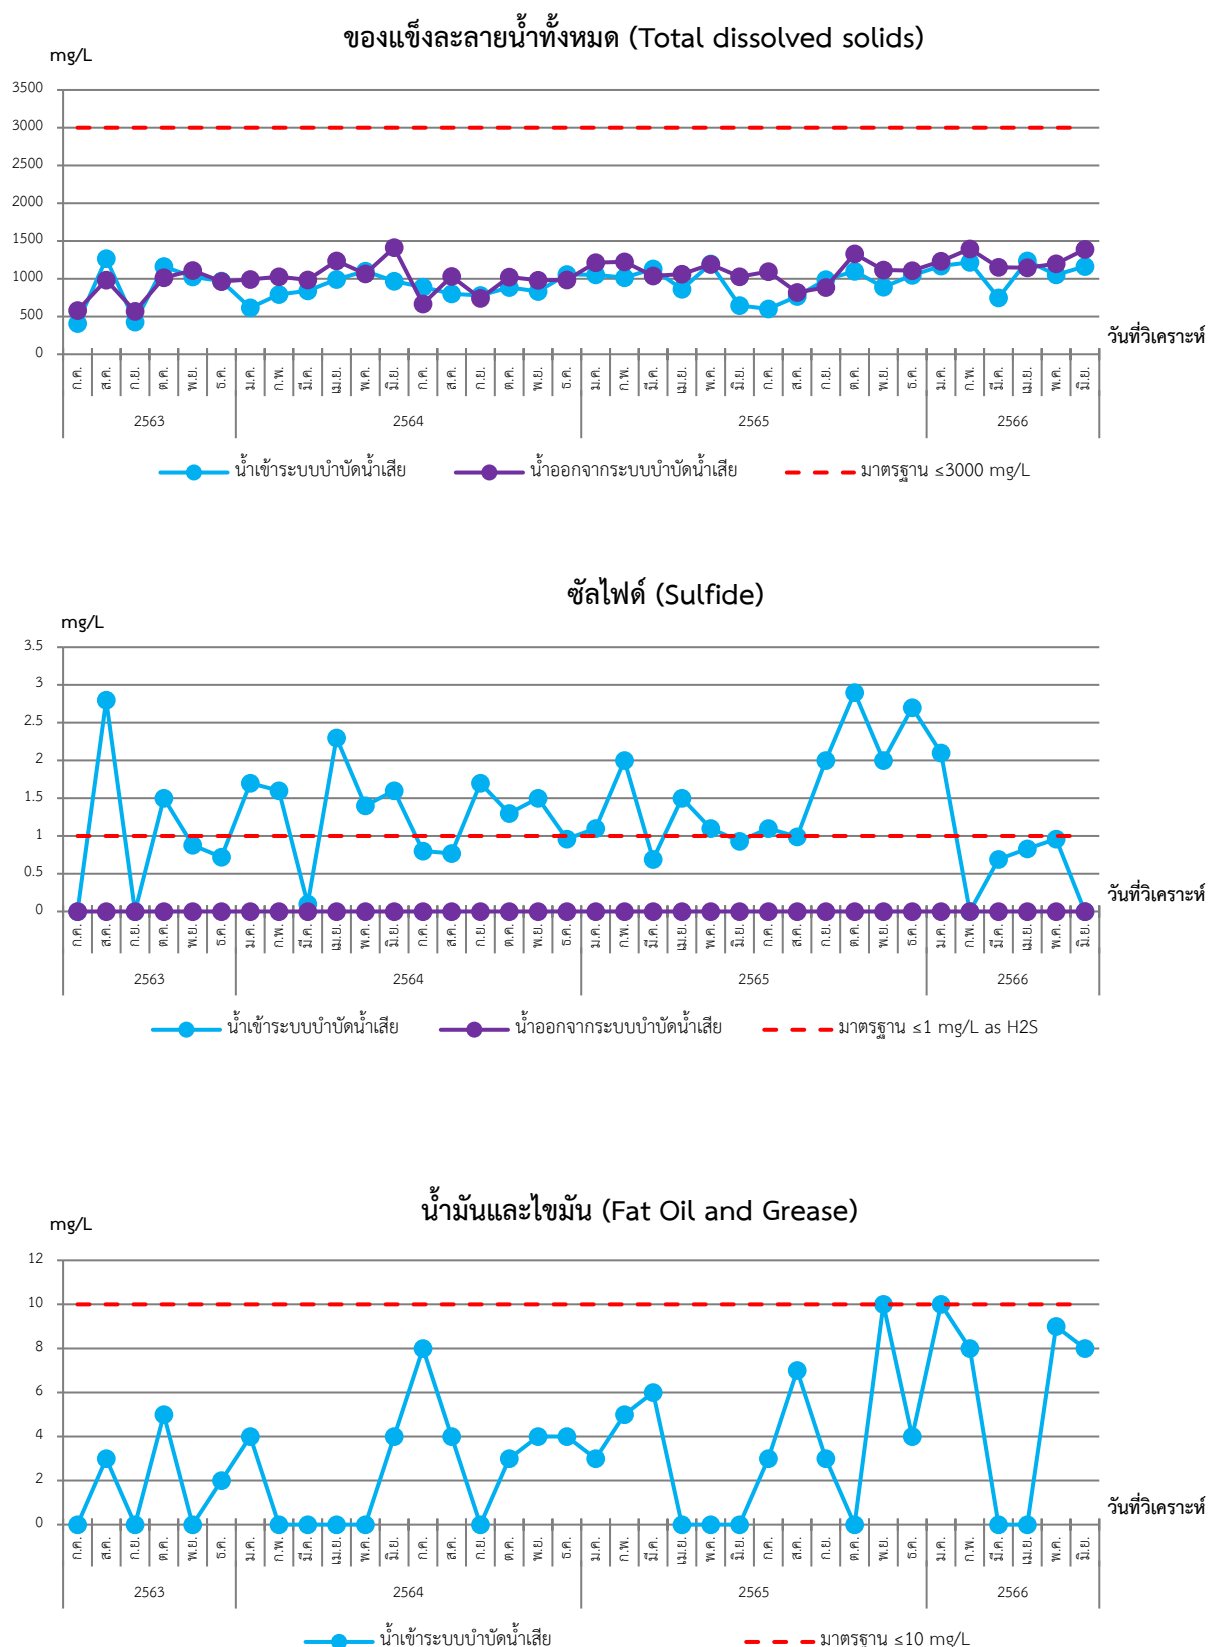 ของแข็งละลายน้ำทั้งหมด (Total dissolved solids)
mg/L
3500
3000
2500
2000
1500
1000
500
0
วันที่วิเคราะห์
ก.ค. ส.ค. ก.ย. ต.ค. พ.ย. ธ.ค. ม.ค. ก.พ. มี.ค. เม.ย. พ.ค. มิ.ย. ก.ค. ส.ค. ก.ย. ต.ค. พ.ย. ธ.ค. ม.ค. ก.พ. มี.ค. เม.ย. พ.ค. มิ.ย. ก.ค. ส.ค. ก.ย. ต.ค. พ.ย. ธ.ค. ม.ค. ก.พ. มี.ค. เม.ย. พ.ค. มิ.ย.
2563 2564 2565 2566
น้ำเข้าระบบบำบัดน้ำเสีย น้ำออกจากระบบบำบัดน้ำเสีย มาตรฐาน ≤3000 mg/L
ซัลไฟด์ (Sulfide)
mg/L
3.5
3
2.5
2
1.5
1
0.5
0
วันที่วิเคราะห์
ก.ค. ส.ค. ก.ย. ต.ค. พ.ย. ธ.ค. ม.ค. ก.พ. มี.ค. เม.ย. พ.ค. มิ.ย. ก.ค. ส.ค. ก.ย. ต.ค. พ.ย. ธ.ค. ม.ค. ก.พ. มี.ค. เม.ย. พ.ค. มิ.ย. ก.ค. ส.ค. ก.ย. ต.ค. พ.ย. ธ.ค. ม.ค. ก.พ. มี.ค. เม.ย. พ.ค. มิ.ย.
2563 2564 2565 2566
น้ำเข้าระบบบำบัดน้ำเสีย น้ำออกจากระบบบำบัดน้ำเสีย มาตรฐาน ≤1 mg/L as H2S
น้ำมันและไขมัน (Fat Oil and Grease)
mg/L
12
10
8
6
4
2
0
วันที่วิเคราะห์
ก.ค. ส.ค. ก.ย. ต.ค. พ.ย. ธ.ค. ม.ค. ก.พ. มี.ค. เม.ย. พ.ค. มิ.ย. ก.ค. ส.ค. ก.ย. ต.ค. พ.ย. ธ.ค. ม.ค. ก.พ. มี.ค. เม.ย. พ.ค. มิ.ย. ก.ค. ส.ค. ก.ย. ต.ค. พ.ย. ธ.ค. ม.ค. ก.พ. มี.ค. เม.ย. พ.ค. มิ.ย.
2563 2564 2565 2566
น้ำเข้าระบบบำบัดน้ำเสีย มาตรฐาน ≤10 mg/L